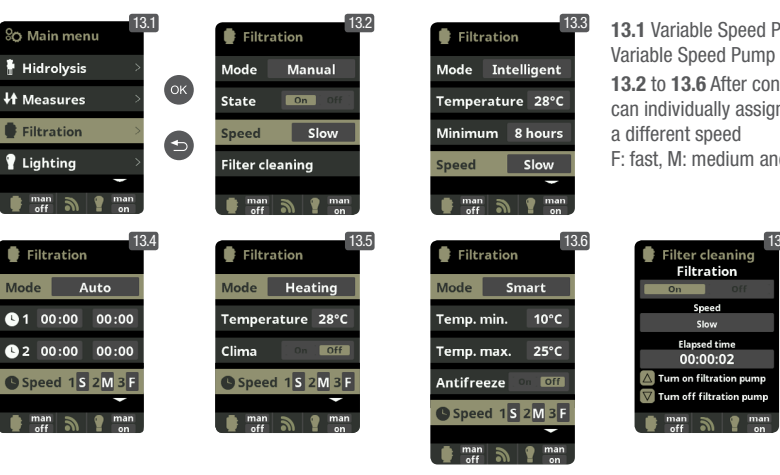 13.1
Main menu
Hidrolysis
Measures
Filtration
Lighting
man off
man on
OK
13.2
Filtration
Mode Manual
State On Off
Speed Slow
Filter cleaning
man off
man on
13.3
Filtration
Mode Intelligent
Temperature 28°C
Minimum 8 hours
Speed Slow
man off
man on
13.1 Variable Speed
Variable Speed Pump
13.2 to 13.6 After
can individually assign
a different speed
F: fast, M: medium
13.4
Filtration
Mode Auto
1 00:00 00:00
2 00:00 00:00
Speed 1 S 2 M 3 F
man off
man on
13.5
Filtration
Mode Heating
Temperature 28°C
Clima On Off
Speed 1 S 2 M 3 F
man off
man on
13.6
Filtration
Mode Smart
Temp. min. 10°C
Temp. max. 25°C
Antifreeze On Off
Speed 1 S 2 M 3 F
man off
man on
Filter cleaning
Filtration
On Off
Speed
Slow
Elapsed time
00:00:02
Turn on filtration pump
Turn off filtration pump
man off
man on